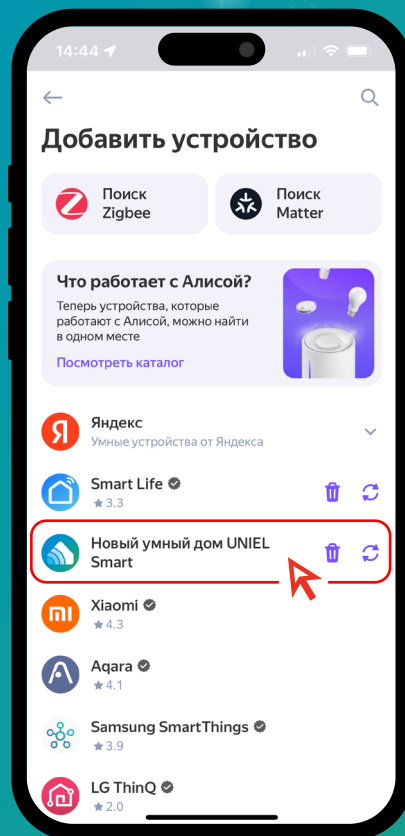 14:44
Добавить устройство
Поиск
Zigbee
Поиск
Matter
Что работает с Алисой?
Теперь устройства, которые
работают с Алисой, можно найти
в одном месте
Посмотреть каталог
Я
Яндекс
Умные устройства от Яндекса
Smart Life
3.3
Новый умный дом UNIEL
Smart
mi
Xiaomi
4.3
Aqara
4.1
Samsung SmartThings
3.9
LG ThinQ
2.0